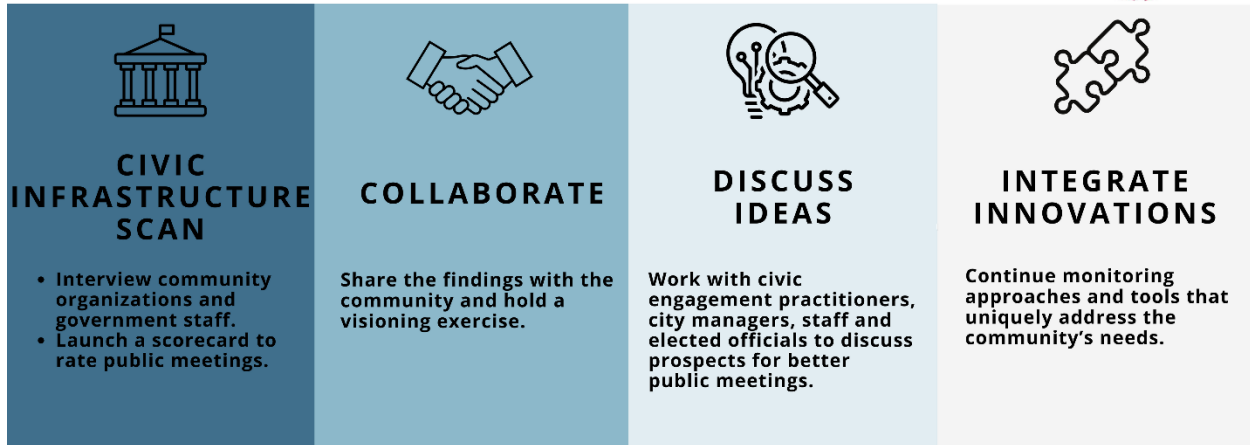 CIVIC
INFRASTRUCTURE
SCAN
• Interview community
organizations and
government staff.
• Launch a scorecard to
rate public meetings.
COLLABORATE
Share the findings with the
community and hold a
visioning exercise.
DISCUSS
IDEAS
Work with civic
engagement practitioners,
city managers, staff and
elected officials to discuss
prospects for better
public meetings.
INTEGRATE
INNOVATIONS
Continue monitoring
approaches and tools that
uniquely address the
community’s needs.